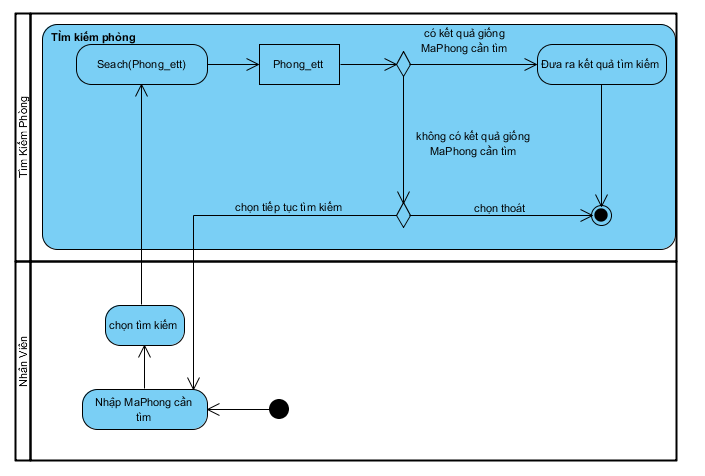 Tìm Kiếm Phòng
TÌm kiếm phòng
Seach(Phong_ett)
Phong_ett
có kết quả giống
MaPhong cần tìm
Đưa ra kết quả tìm kiếm
không có kết quả giống
MaPhong cần tìm
chọn tiếp tục tìm kiếm
chọn thoát
Nhân Viên
chọn tìm kiếm
Nhập MaPhong cần
tìm